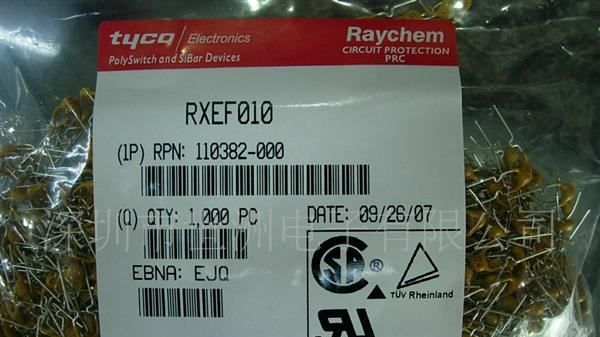 tyco Electronics
Raychem
PolySwitch and SiBar Devices
CIRCUIT PROTECTION
PRC
RXEF010
(1P) RPN: 110382-000
(Q) QTY: 1,000 PC
DATE: 09/26/07
EBNA: EJQ
SA ®
TÜV Rheinland